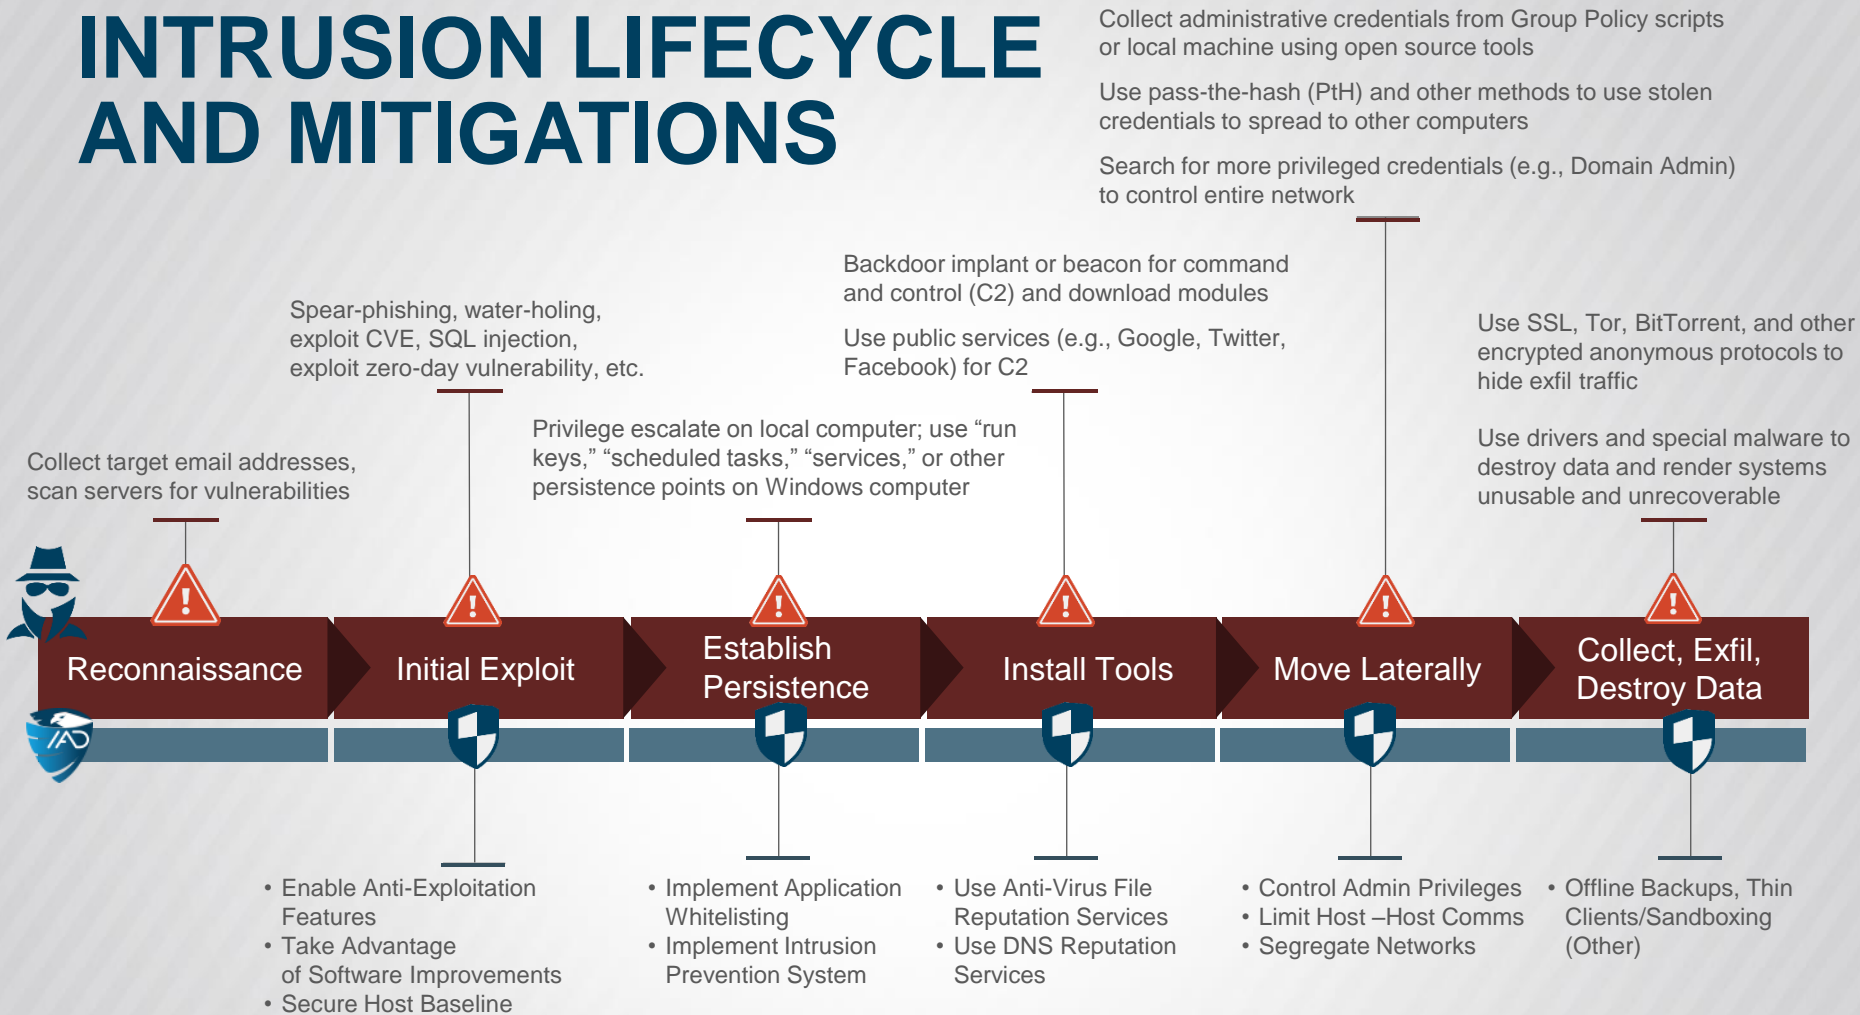 INTRUSION LIFECYCLE
AND MITIGATIONS
Collect administrative credentials from Group Policy scripts
or local machine using open source tools
Use pass-the-hash (PtH) and other methods to use stolen
credentials to spread to other computers
Search for more privileged credentials (e.g., Domain Admin)
to control entire network
Backdoor implant or beacon for command
and control (C2) and download modules
Use public services (e.g., Google, Twitter,
Facebook) for C2
Spear-phishing, water-holing,
exploit CVE, SQL injection,
exploit zero-day vulnerability, etc.
Use SSL, Tor, BitTorrent, and other
encrypted anonymous protocols to
hide exfil traffic
Use drivers and special malware to
destroy data and render systems
unusable and unrecoverable
Privilege escalate on local computer; use “run
keys,” “scheduled tasks,” “services,” or other
persistence points on Windows computer
Collect target email addresses,
scan servers for vulnerabilities
Reconnaissance
Initial Exploit
Establish
Persistence
Install Tools
Move Laterally
Collect, Exfil,
Destroy Data
IAD
• Enable Anti-Exploitation
Features
• Take Advantage
of Software Improvements
• Secure Host Baseline
• Implement Application
Whitelisting
• Implement Intrusion
Prevention System
• Use Anti-Virus File
Reputation Services
• Use DNS Reputation
Services
• Control Admin Privileges
• Limit Host –Host Comms
• Segregate Networks
• Offline Backups, Thin
Clients/Sandboxing
(Other)